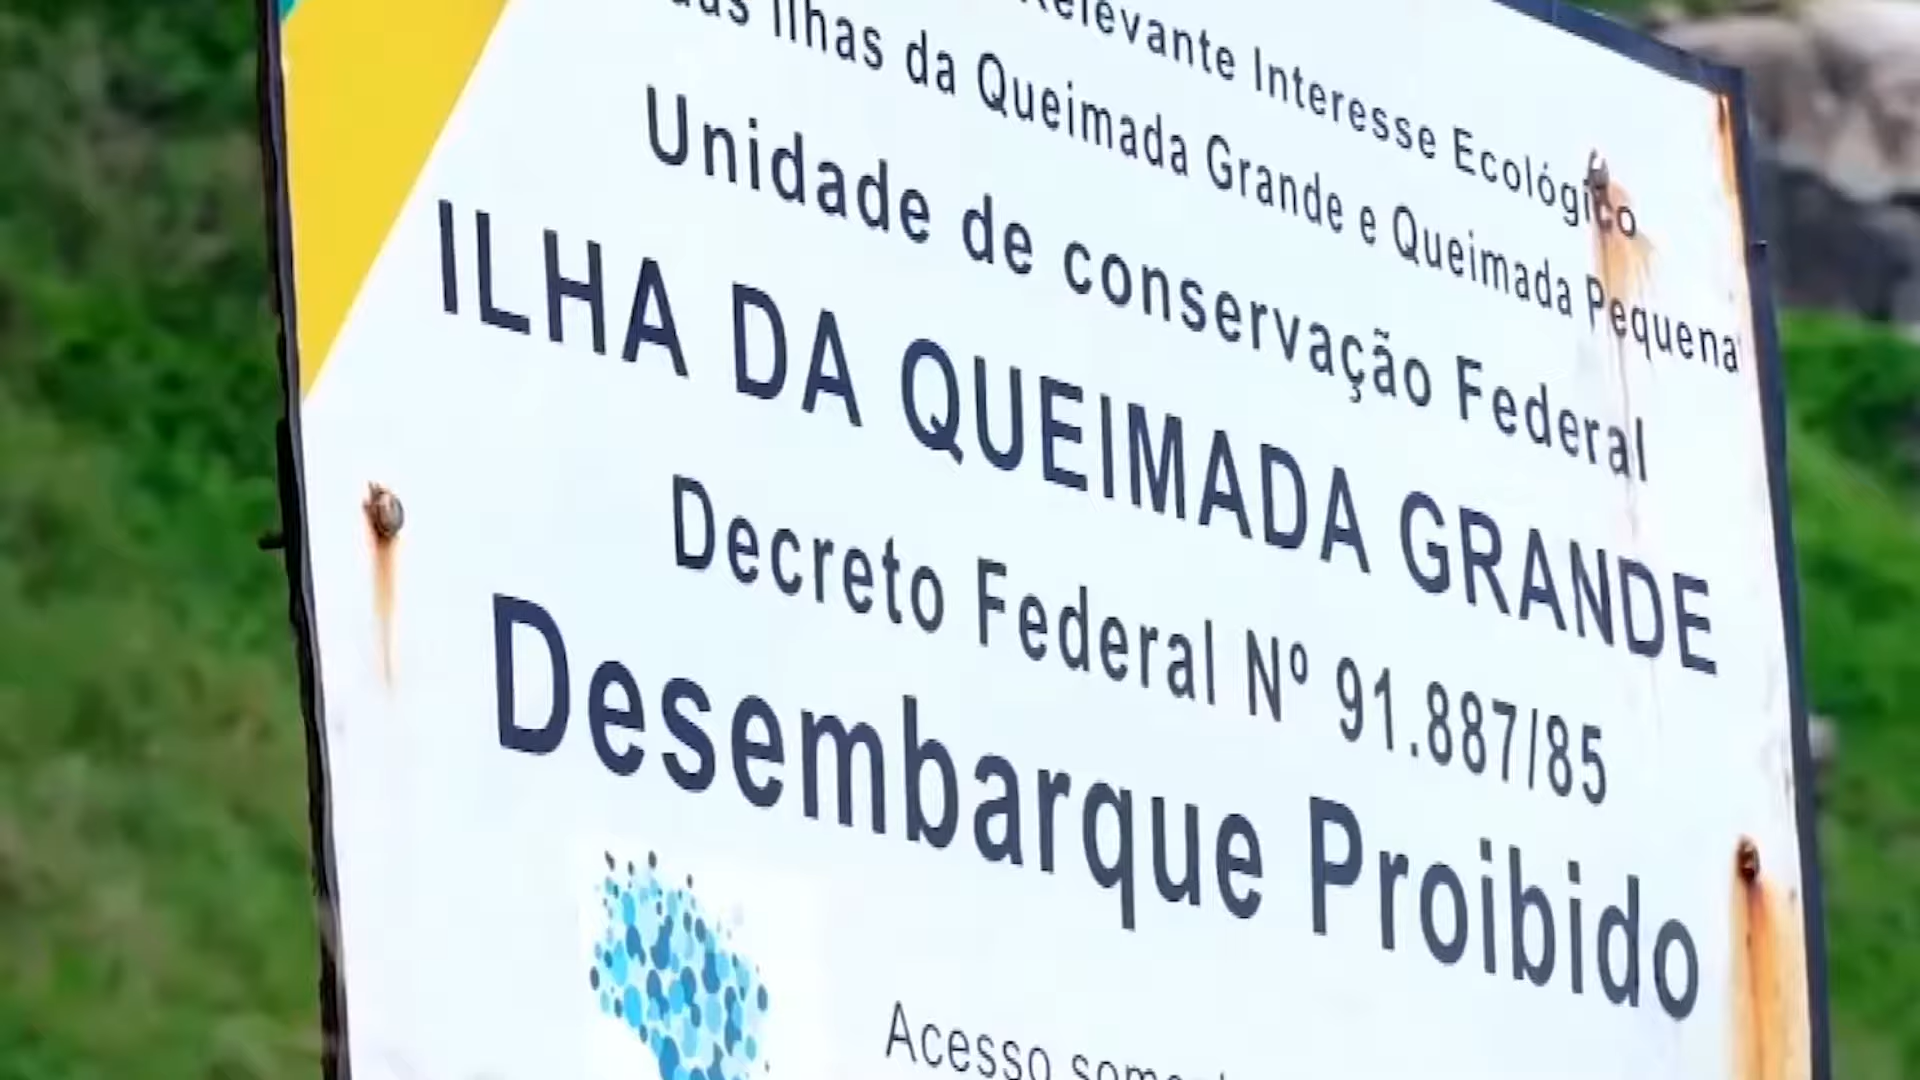 Relevante Interesse Ecológico
Ilhas da Queimada Grande e Queimada Pequena
Unidade de conservação Federal
ILHA DA QUEIMADA GRANDE
Decreto Federal Nº 91.887/85
Desembarque Proibido
Acesso